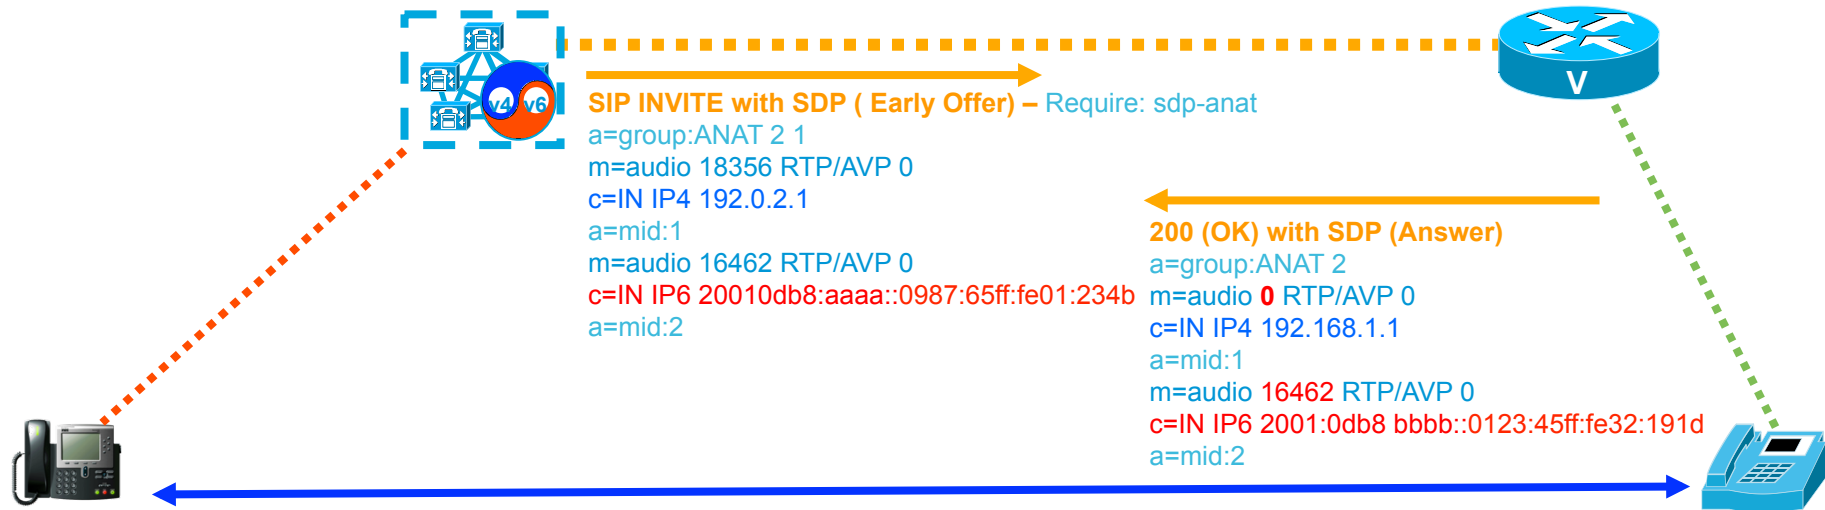 v4 v6
V
SIP INVITE with SDP ( Early Offer) – Require: sdp-anat
a=group:ANAT 2 1
m=audio 18356 RTP/AVP 0
c=IN IP4 192.0.2.1
a=mid:1
m=audio 16462 RTP/AVP 0
c=IN IP6 20010db8:aaaa::0987:65ff:fe01:234b
a=mid:2
200 (OK) with SDP (Answer)
a=group:ANAT 2
m=audio 0 RTP/AVP 0
c=IN IP4 192.168.1.1
a=mid:1
m=audio 16462 RTP/AVP 0
c=IN IP6 2001:0db8 bbbb::0123:45ff:fe32:191d
a=mid:2